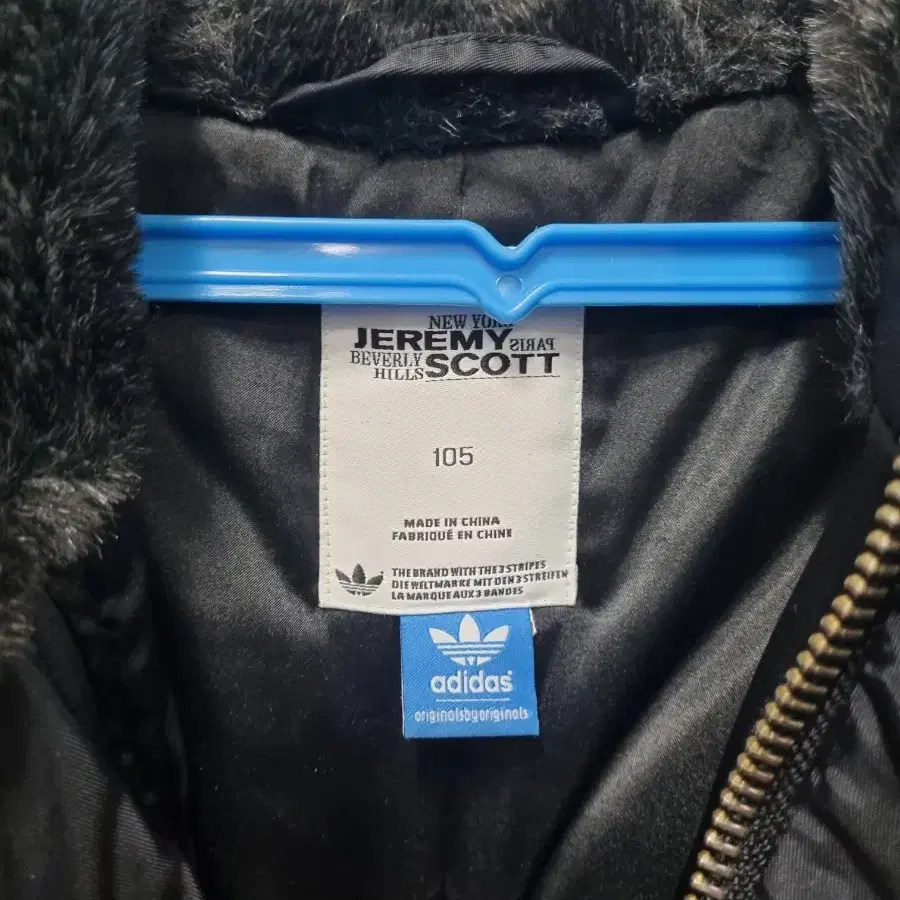 NEW YORK
JEREMY PARIS
BEVERLY SCOTT
HILLS
105
MADE IN CHINA
FABRIQUÉ EN CHINE
THE BRAND WITH THE 3 STRIPES
DIE WELTMARKE MIT DEN 3 STREIFEN
LA MARQUE AUX 3 BANDES
adidas
originalsbyoriginals